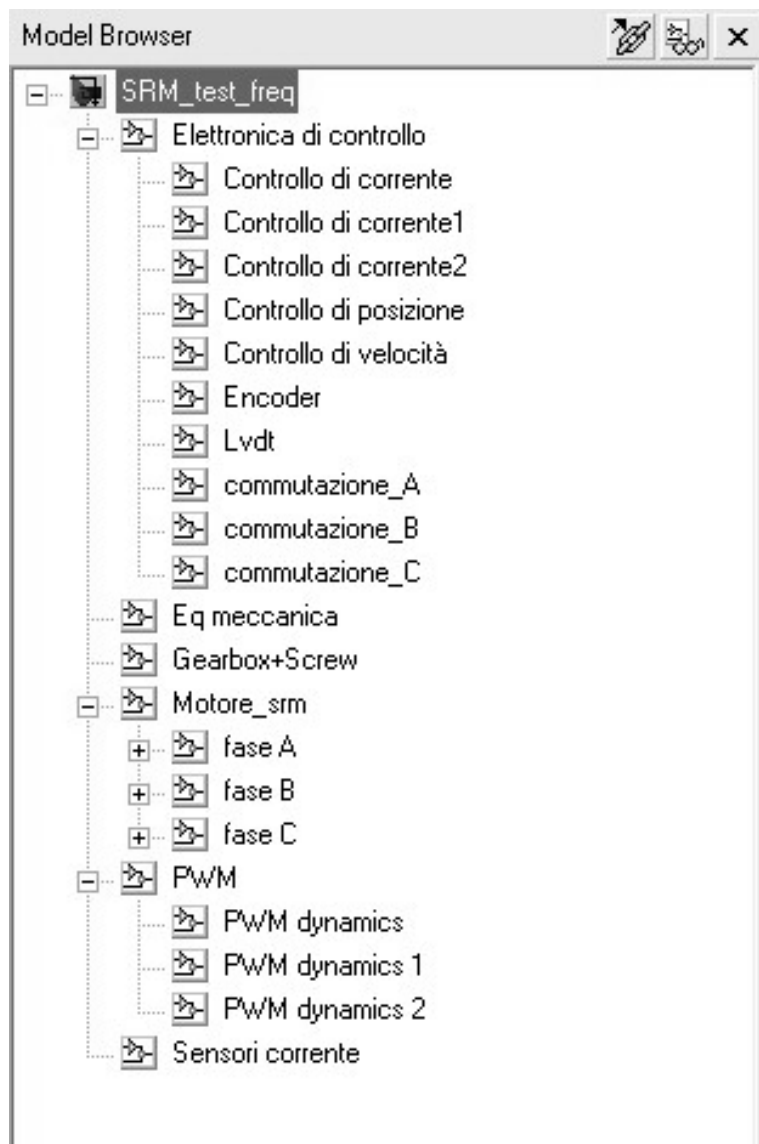 Model Browser
SRM_test_freq
Elettronica di controllo
Controllo di corrente
Controllo di corrente1
Controllo di corrente2
Controllo di posizione
Controllo di velocità
Encoder
Lvdt
commutazione_A
commutazione_B
commutazione_C
Eq meccanica
Gearbox+Screw
Motore_srm
fase A
fase B
fase C
PWM
PWM dynamics
PWM dynamics 1
PWM dynamics 2
Sensori corrente